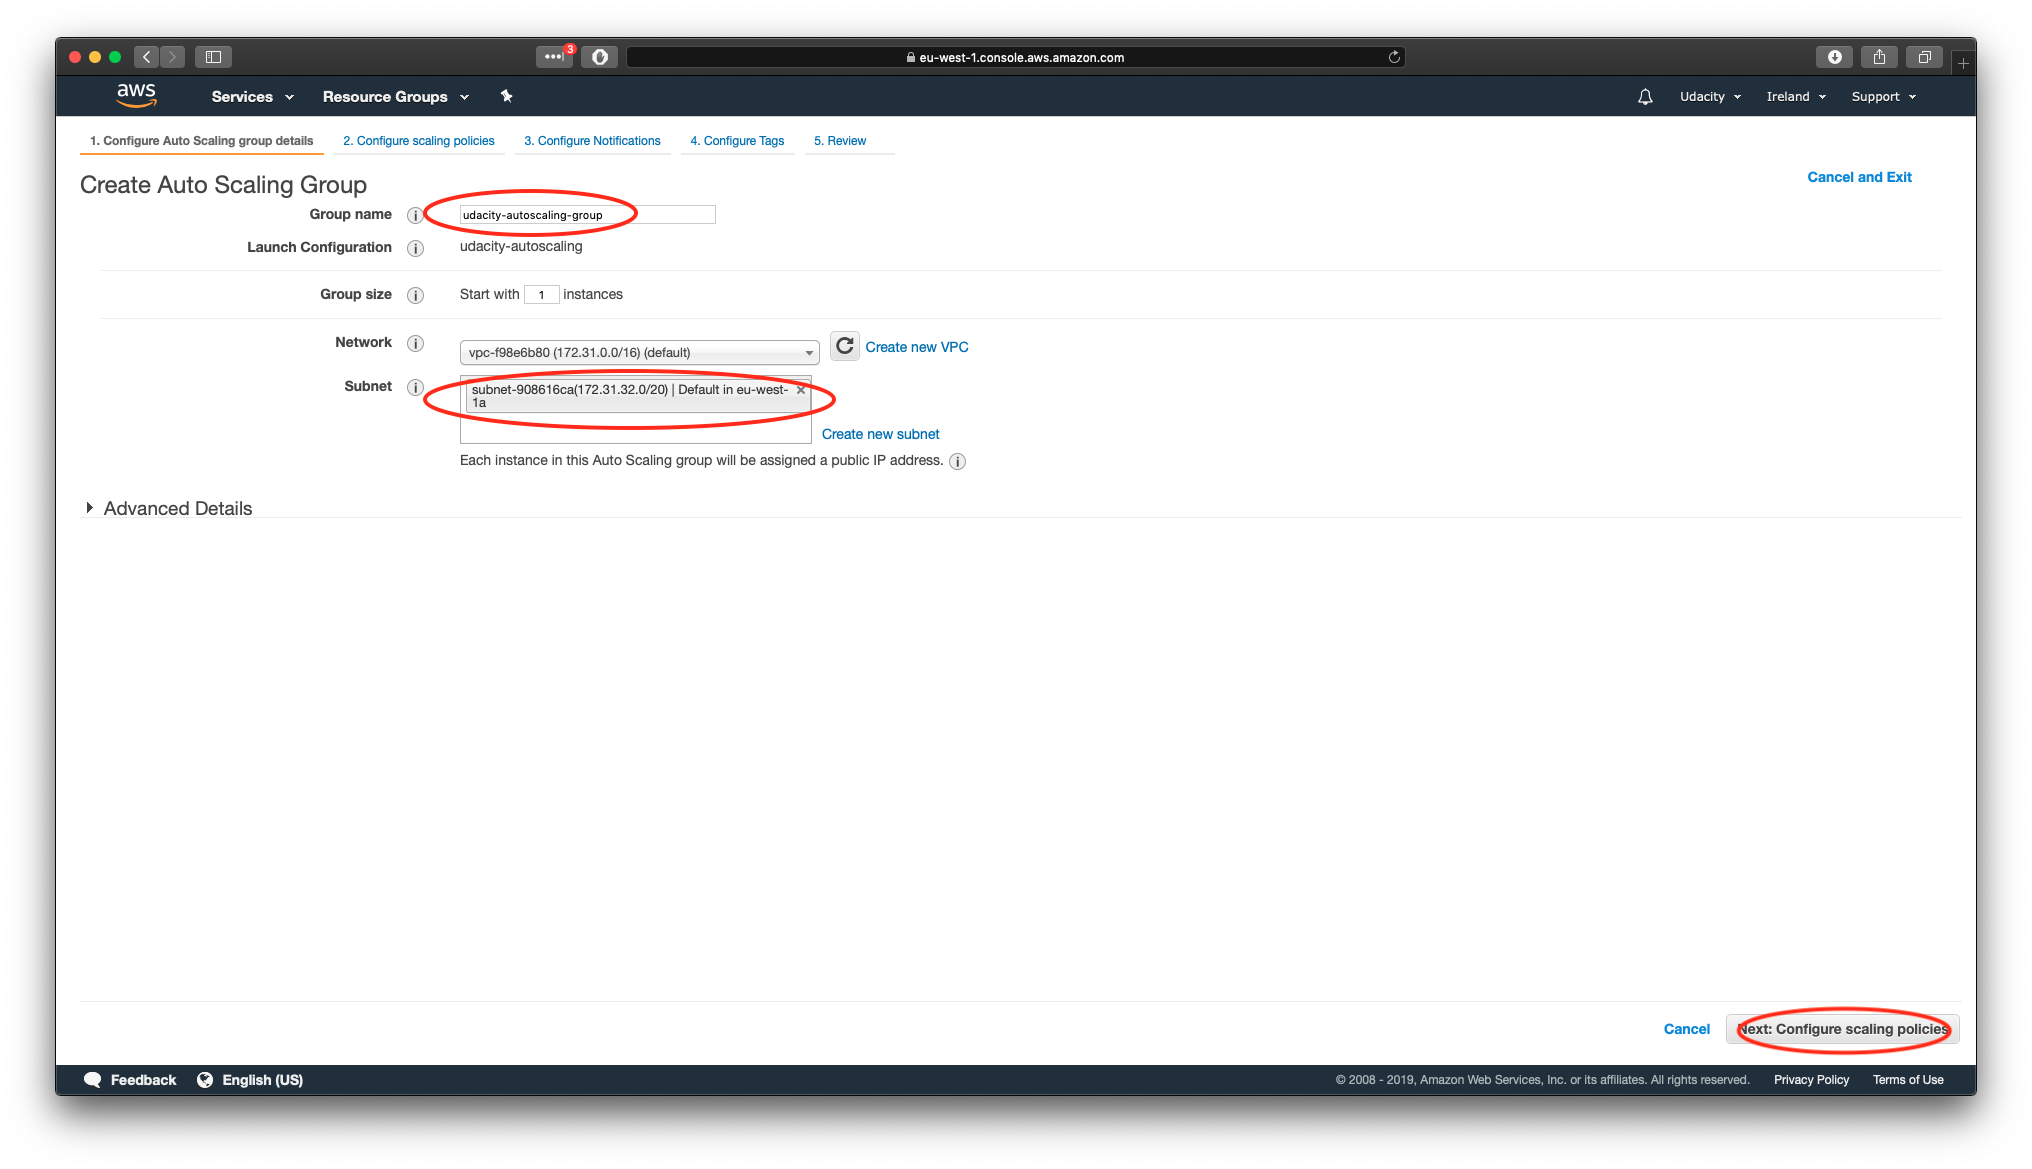 3
eu-west-1.console.aws.amazon.com
aws Services Resource Groups Udacity Ireland Support
1. Configure Auto Scaling group details 2. Configure scaling policies 3. Configure Notifications 4. Configure Tags 5. Review
Create Auto Scaling Group Cancel and Exit
Group name i udacity-autoscaling-group
Launch Configuration i udacity-autoscaling
Group size i Start with 1 instances
Network i vpc-f98e6b80 (172.31.0.0/16) (default) Create new VPC
Subnet i subnet-908616ca(172.31.32.0/20) | Default in eu-west- ×
1a
Create new subnet
Each instance in this Auto Scaling group will be assigned a public IP address. i
Advanced Details
Cancel Next: Configure scaling policies
Feedback English (US) © 2008 - 2019, Amazon Web Services, Inc. or its affiliates. All rights reserved. Privacy Policy Terms of Use